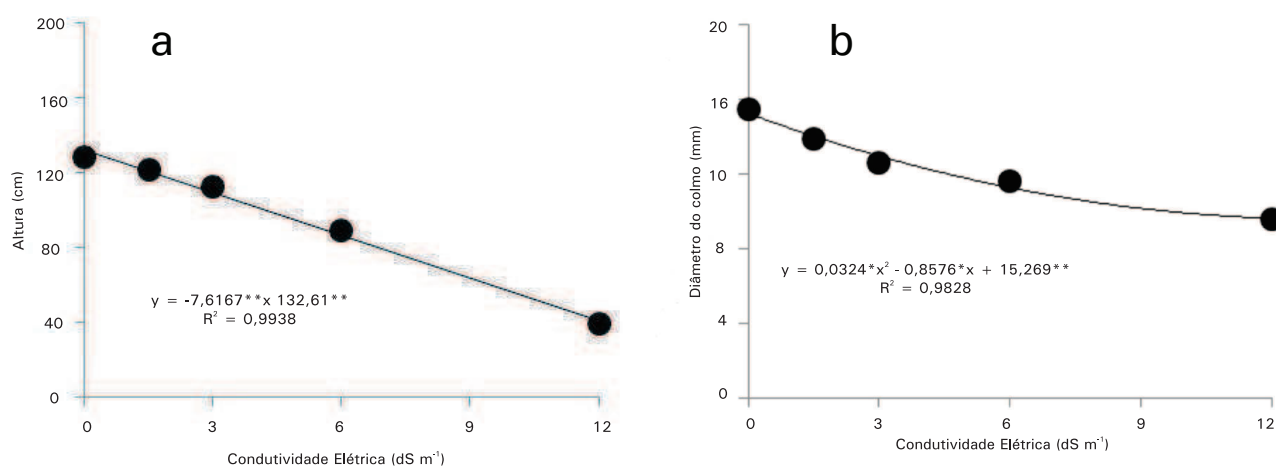 a
200
160
120
80
40
0
Altura (cm)
y = -7,6167**x 132,61**
R² = 0,9938
0 3 6 9 12
Condutividade Elétrica (dS m⁻¹)
b
20
16
10
8
4
0
Diâmetro do colmo (mm)
y = 0,0324*x² - 0,8576*x + 15,269**
R² = 0,9828
0 3 6 9 12
Condutividade Elétrica (dS m⁻¹)